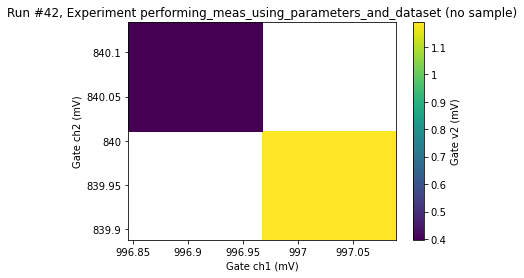 Run #42, Experiment performing_meas_using_parameters_and_dataset (no sample)
840.1
840.05
840
839.95
839.9
Gate ch2 (mV)
996.85 996.9 996.95 997 997.05
Gate ch1 (mV)
1.1
1
0.9
0.8
0.7
0.6
0.5
0.4
Gate v2 (mV)